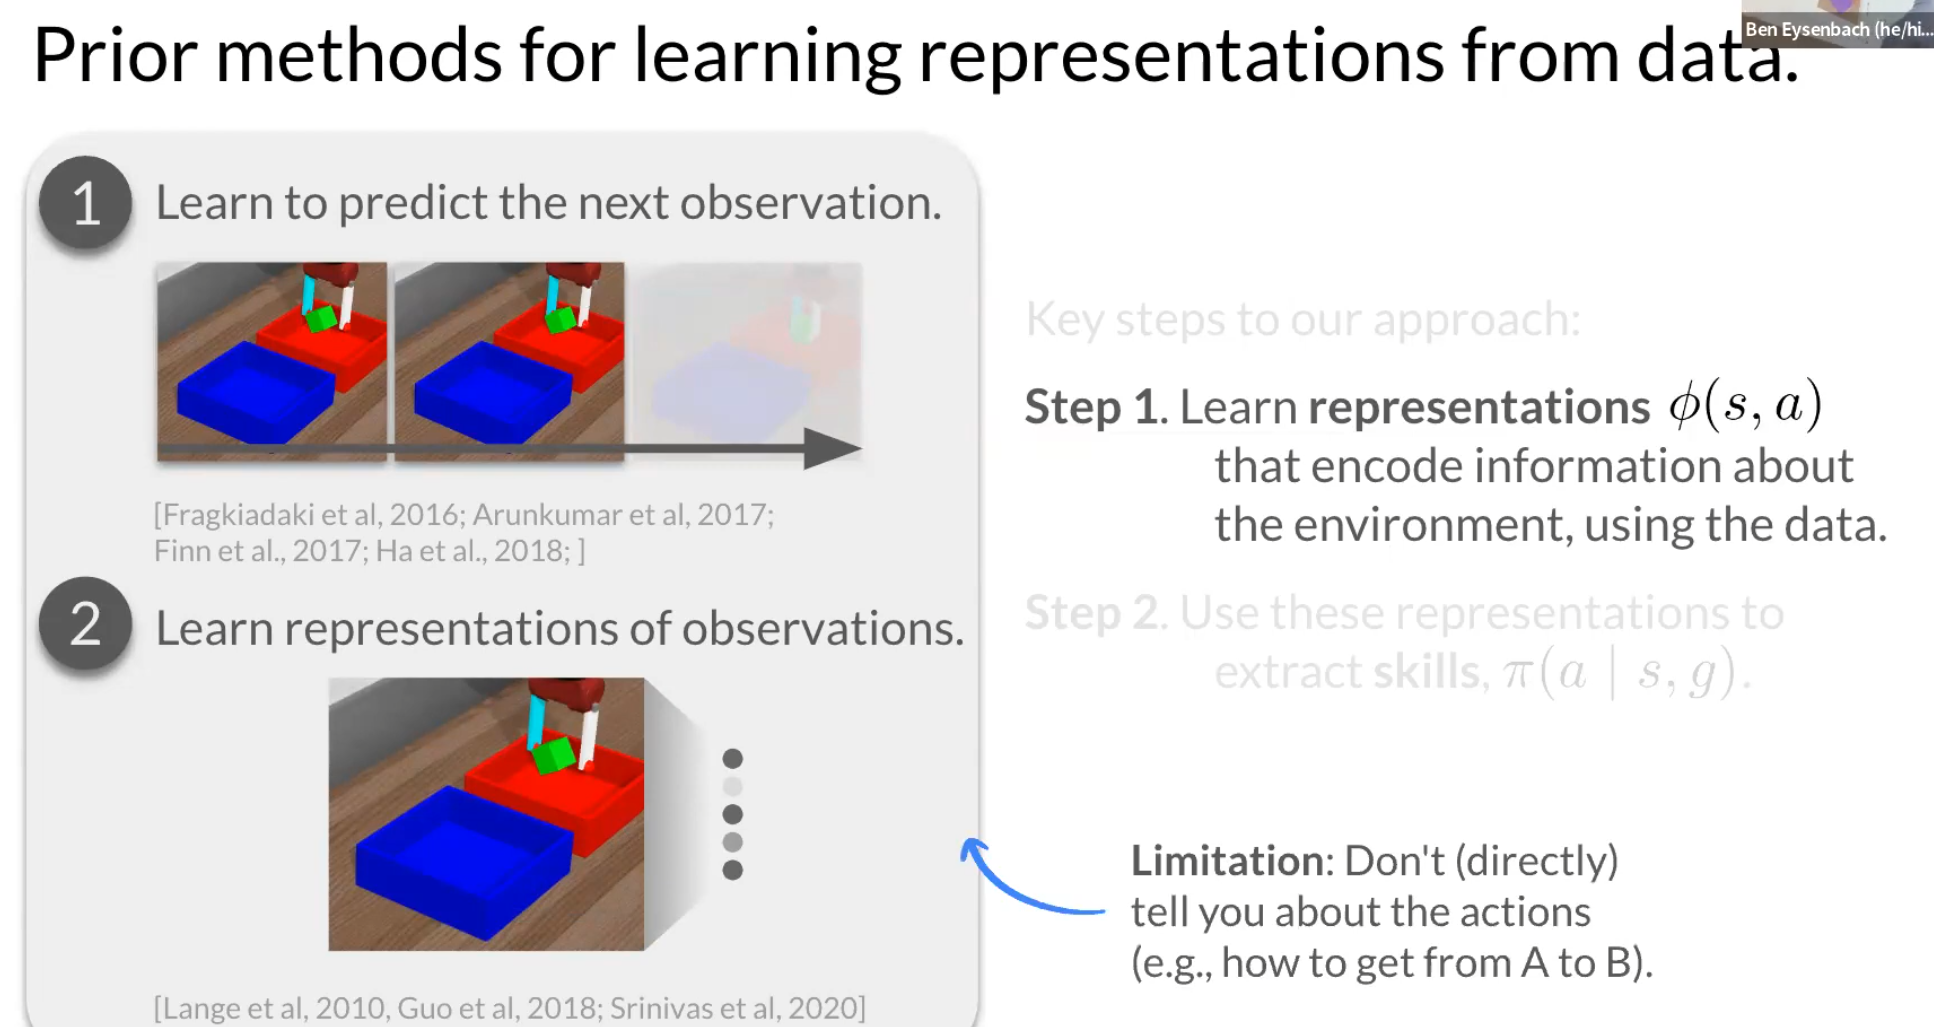 Prior methods for learning representations from data.
Ben Eysenbach (he/hi...
1 Learn to predict the next observation.
[Fragkiadaki et al, 2016; Arunkumar et al, 2017;
Finn et al., 2017; Ha et al., 2018; ]
2 Learn representations of observations.
[Lange et al, 2010, Guo et al, 2018; Srinivas et al, 2020]
Key steps to our approach:
Step 1. Learn representations ϕ(s, a)
that encode information about
the environment, using the data.
Step 2. Use these representations to
extract skills, π(a | s, g).
Limitation: Don't (directly)
tell you about the actions
(e.g., how to get from A to B).